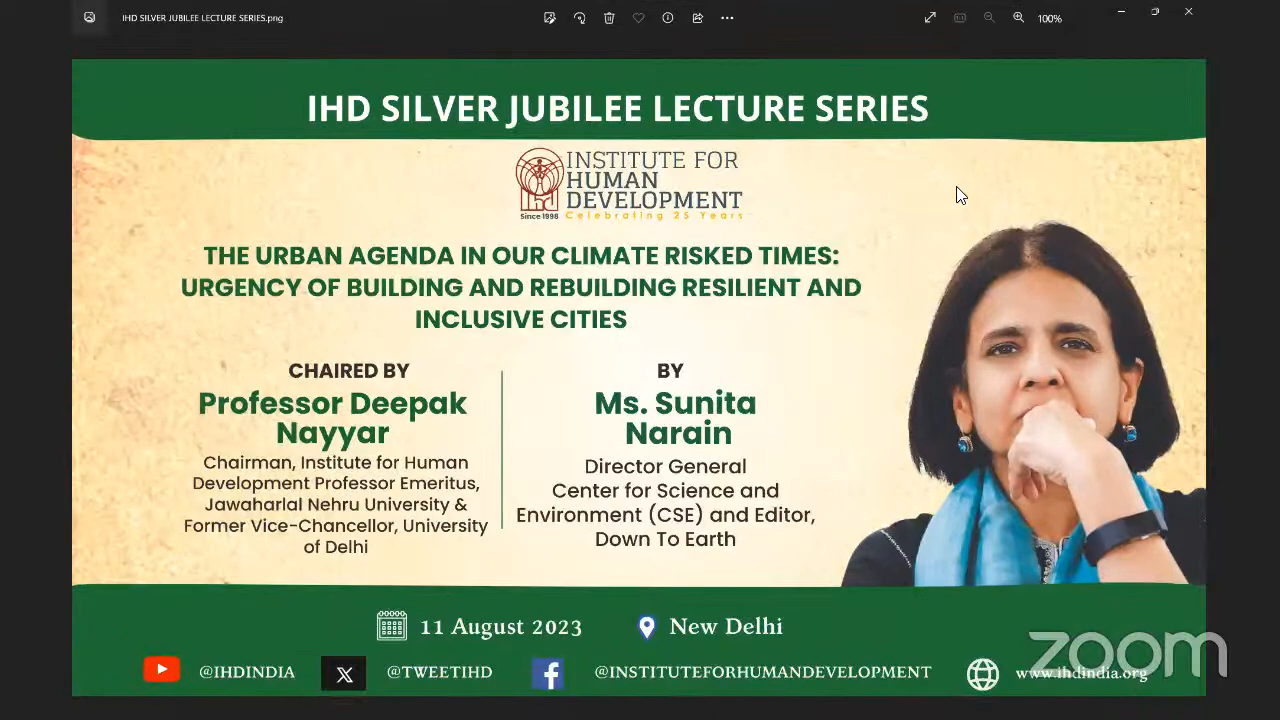 IHD SILVER JUBILEE LECTURE SERIES.png
100%
IHD SILVER JUBILEE LECTURE SERIES
INSTITUTE FOR
HUMAN
DEVELOPMENT
ihd
Since 1998
Celebrating 25 Years
THE URBAN AGENDA IN OUR CLIMATE RISKED TIMES:
URGENCY OF BUILDING AND REBUILDING RESILIENT AND
INCLUSIVE CITIES
CHAIRED BY
Professor Deepak
Nayyar
Chairman, Institute for Human
Development Professor Emeritus,
Jawaharlal Nehru University &
Former Vice-Chancellor, University
of Delhi
BY
Ms. Sunita
Narain
Director General
Center for Science and
Environment (CSE) and Editor,
Down To Earth
11 August 2023
New Delhi
@IHDINDIA
@TWEETIHD
@INSTITUTEFORHUMANDEVELOPMENT
www.ihdindia.org
zoom